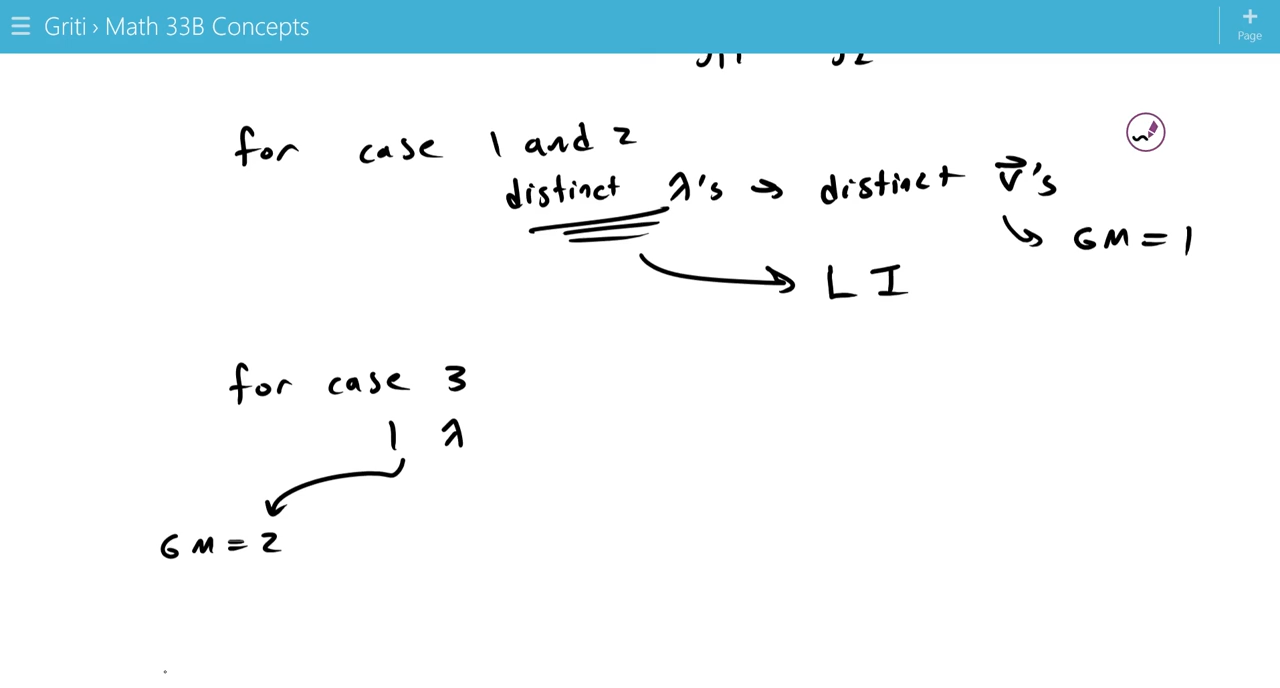 Griti › Math 33B Concepts
Page
for case 1 and 2
distinct λ's → distinct v⃗'s
↳ GM = 1
LI
for case 3
1 λ
GM = 2